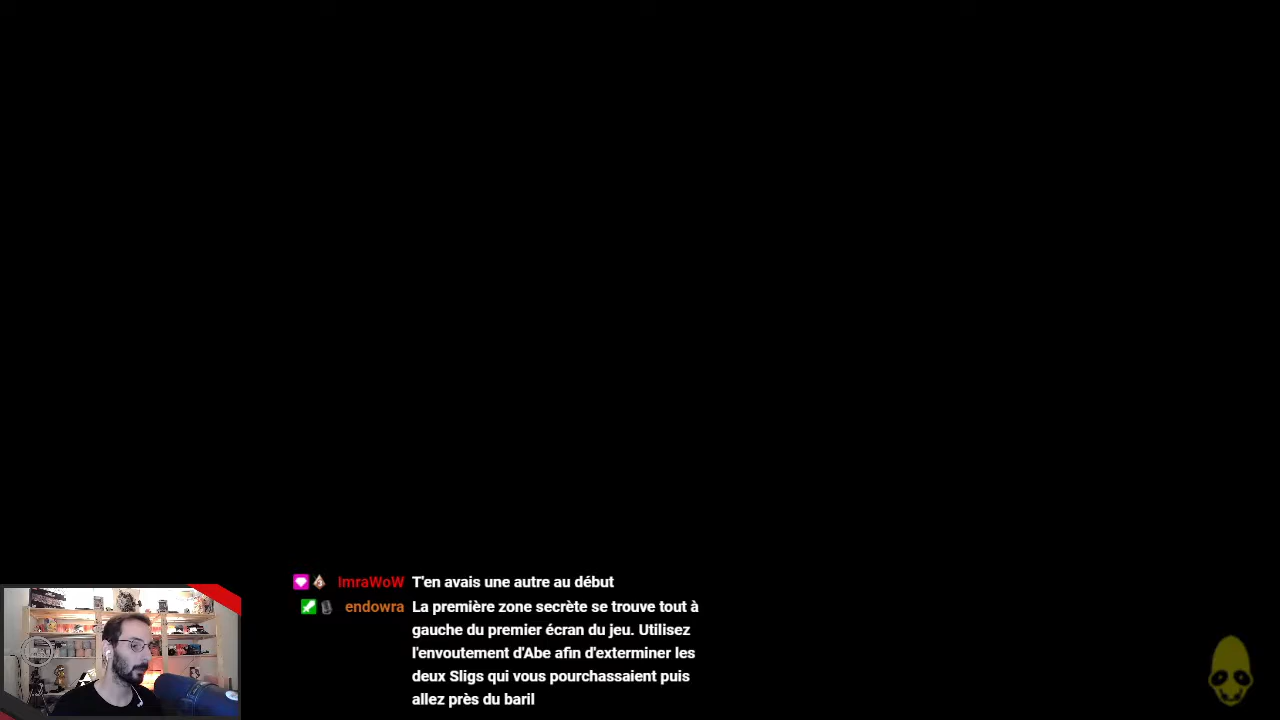 ImraWoW T'en avais une autre au début
endowra La première zone secrète se trouve tout à
gauche du premier écran du jeu. Utilisez
l'envoutement d'Abe afin d'exterminer les
deux Sligs qui vous pourchassaient puis
allez près du baril